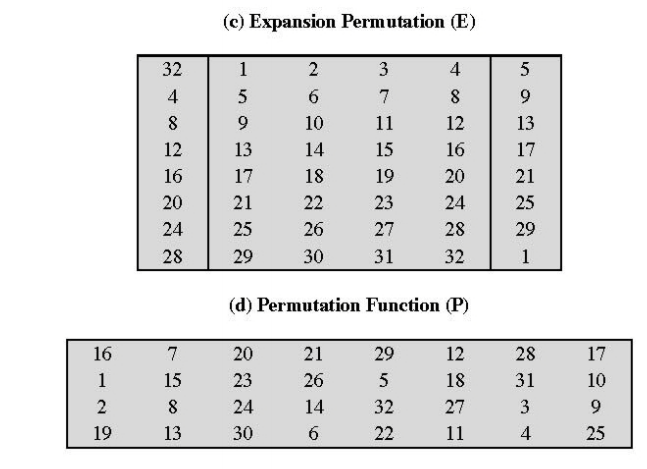 (c) Expansion Permutation (E)
32 1 2 3 4 5
4 5 6 7 8 9
8 9 10 11 12 13
12 13 14 15 16 17
16 17 18 19 20 21
20 21 22 23 24 25
24 25 26 27 28 29
28 29 30 31 32 1
(d) Permutation Function (P)
16 7 20 21 29 12 28 17
1 15 23 26 5 18 31 10
2 8 24 14 32 27 3 9
19 13 30 6 22 11 4 25